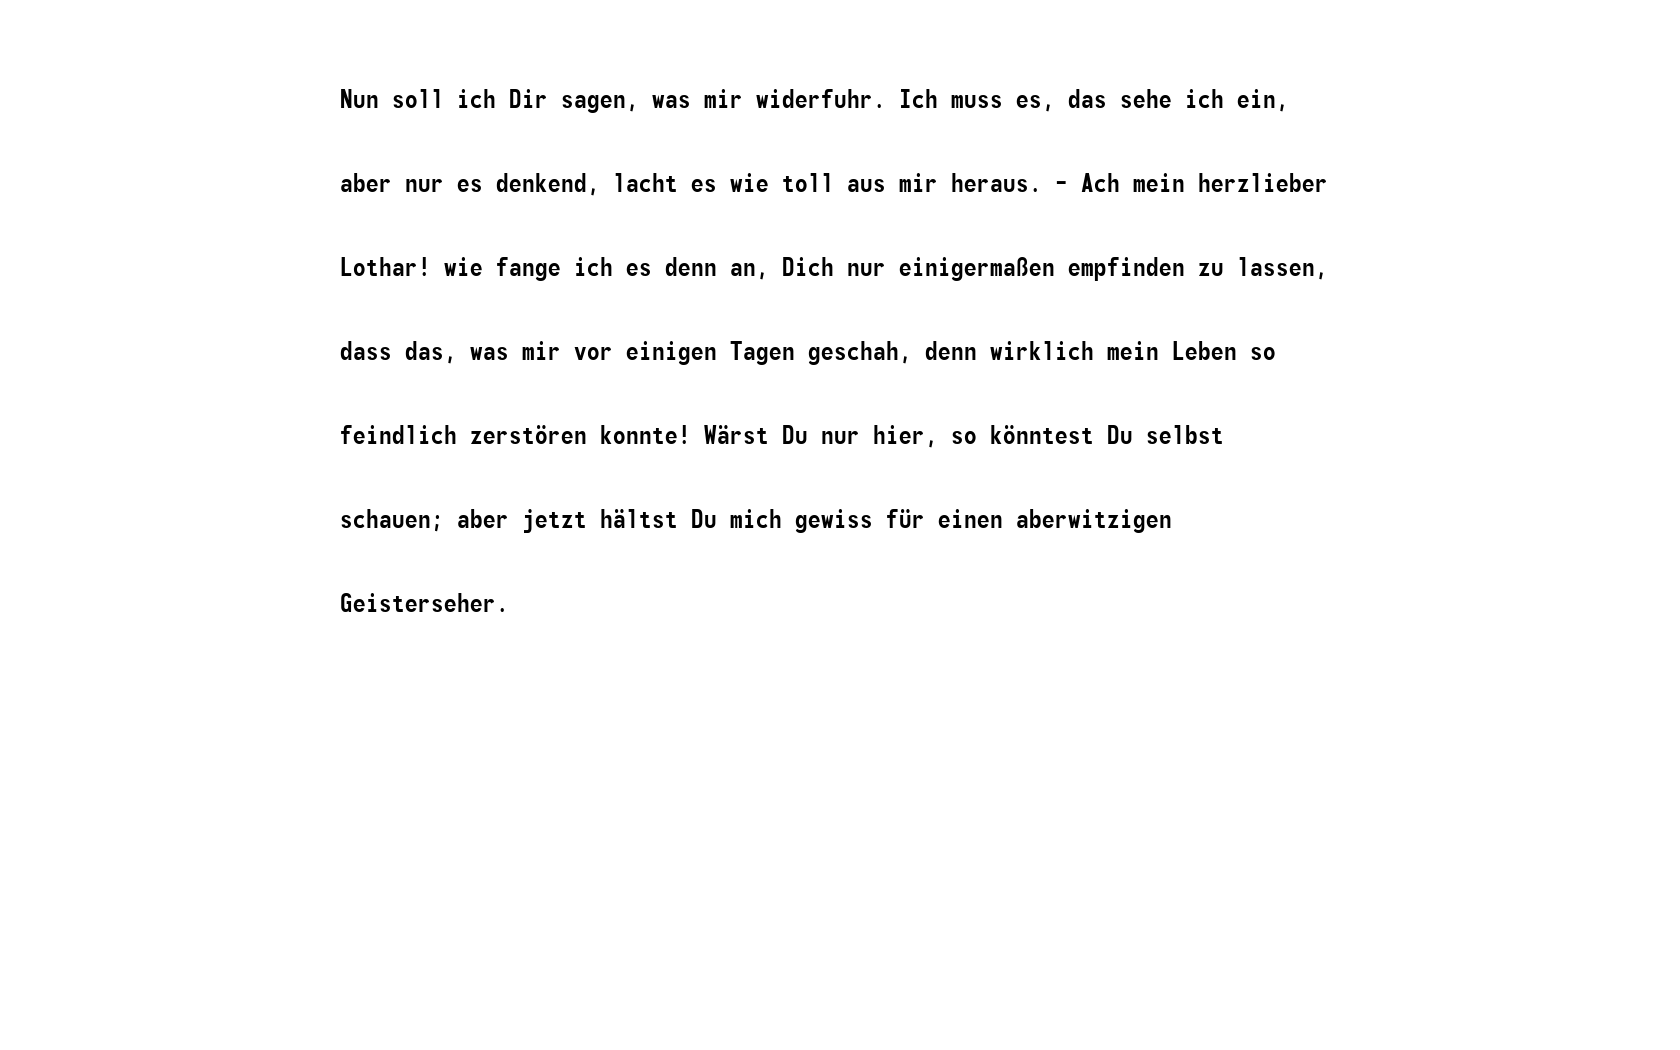 Nun soll ich Dir sagen, was mir widerfuhr. Ich muss es, das sehe ich ein,
aber nur es denkend, lacht es wie toll aus mir heraus. – Ach mein herzlieber
Lothar! wie fange ich es denn an, Dich nur einigermaßen empfinden zu lassen,
dass das, was mir vor einigen Tagen geschah, denn wirklich mein Leben so
feindlich zerstören konnte! Wärst Du nur hier, so könntest Du selbst
schauen; aber jetzt hältst Du mich gewiss für einen aberwitzigen
Geisterseher.